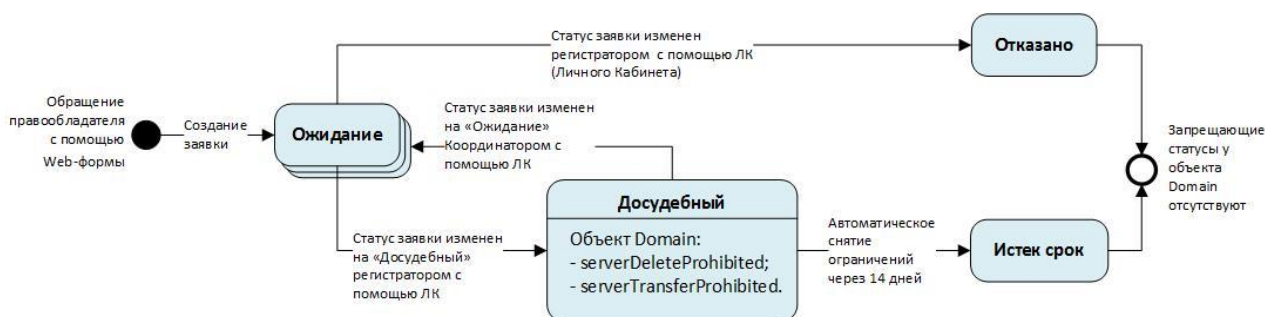 Обращение
правообладателя
с помощью
Web-формы
Создание
заявки
Ожидание
Статус заявки изменен
регистратором с помощью ЛК
(Личного Кабинета)
Отказано
Статус заявки изменен
на «Ожидание»
Координатором с
помощью ЛК
Статус заявки изменен
на «Досудебный»
регистратором с
помощью ЛК
Досудебный
Объект Domain:
- serverDeleteProhibited;
- serverTransferProhibited.
Автоматическое
снятие
ограничений
через 14 дней
Истек срок
Запрещающие
статусы у
объекта
Domain
отсутствуют